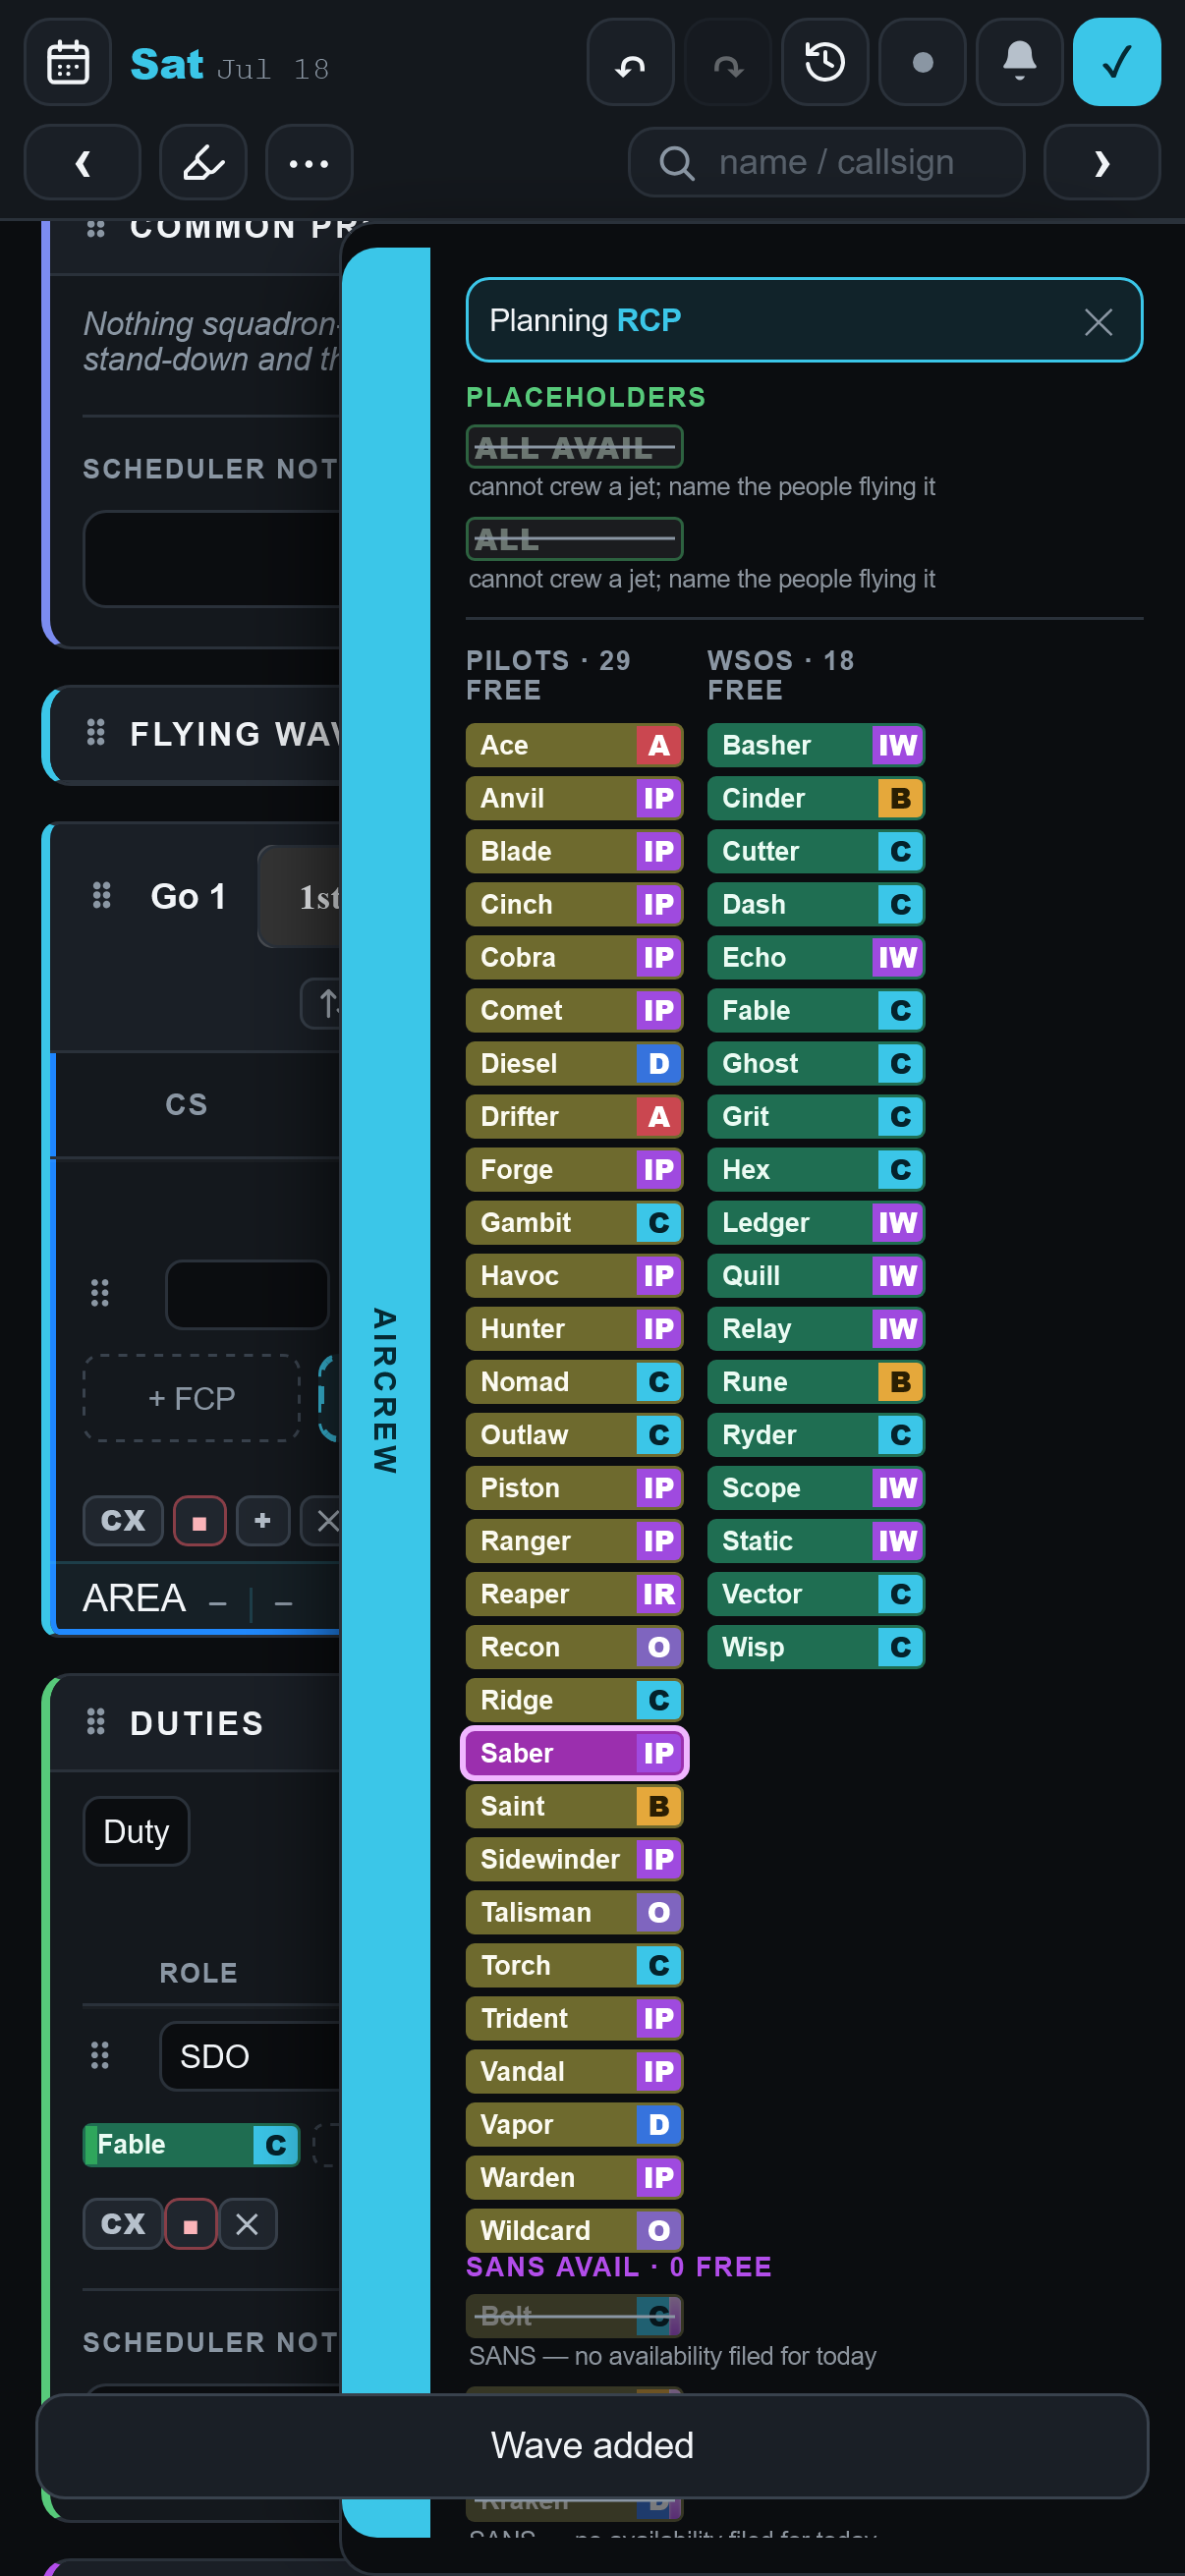 Sat Jul 18
name / callsign
COMMON PR
Nothing squadron-
stand-down and th
SCHEDULER NOT
FLYING WAV
Go 1
1st
CS
+ FCP
CX
AREA – | –
DUTIES
Duty
ROLE
SDO
Fable C
CX
SCHEDULER NOT
AIRCREW
Planning RCP
PLACEHOLDERS
ALL AVAIL
cannot crew a jet; name the people flying it
ALL
cannot crew a jet; name the people flying it
PILOTS · 29 FREE
Ace A
Anvil IP
Blade IP
Cinch IP
Cobra IP
Comet IP
Diesel D
Drifter A
Forge IP
Gambit C
Havoc IP
Hunter IP
Nomad C
Outlaw C
Piston IP
Ranger IP
Reaper IR
Recon O
Ridge C
Saber IP
Saint B
Sidewinder IP
Talisman O
Torch C
Trident IP
Vandal IP
Vapor D
Warden IP
Wildcard O
WSOS · 18 FREE
Basher IW
Cinder B
Cutter C
Dash C
Echo IW
Fable C
Ghost C
Grit C
Hex C
Ledger IW
Quill IW
Relay IW
Rune B
Ryder C
Scope IW
Static IW
Vector C
Wisp C
SANS AVAIL · 0 FREE
Bolt C
SANS — no availability filed for today
Wave added
Kraken D
SANS — no availability filed for today